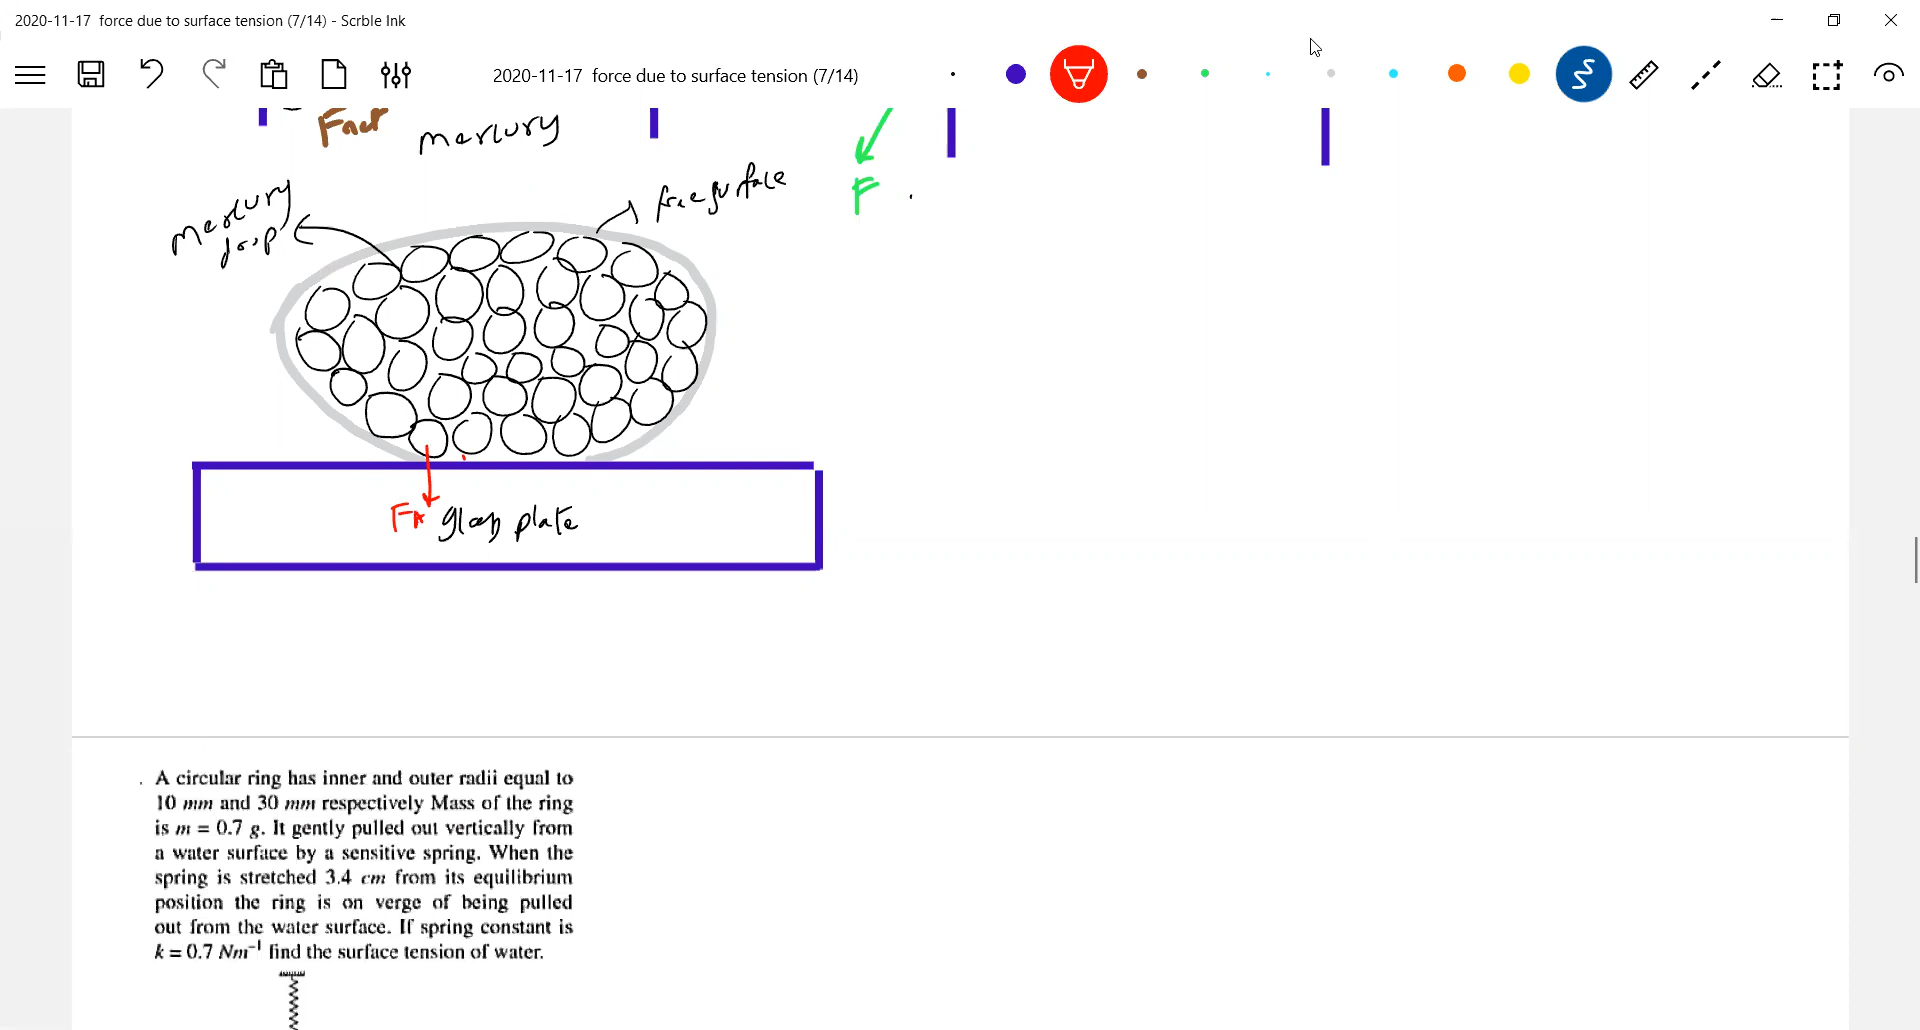 2020-11-17 force due to surface tension (7/14) - Scrble Ink
2020-11-17 force due to surface tension (7/14)
Fnet
mercury
F
mercury
drop
free surface
FA glass plate
. A circular ring has inner and outer radii equal to
10 mm and 30 mm respectively Mass of the ring
is m = 0.7 g. It gently pulled out vertically from
a water surface by a sensitive spring. When the
spring is stretched 3.4 cm from its equilibrium
position the ring is on verge of being pulled
out from the water surface. If spring constant is
k = 0.7 Nm⁻¹ find the surface tension of water.